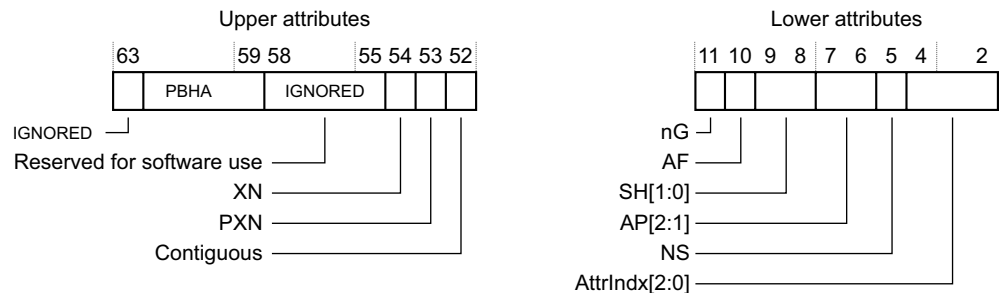 Upper attributes
63 59 58 55 54 53 52
PBHA IGNORED
IGNORED
Reserved for software use
XN
PXN
Contiguous
Lower attributes
11 10 9 8 7 6 5 4 2
nG
AF
SH[1:0]
AP[2:1]
NS
AttrIndx[2:0]